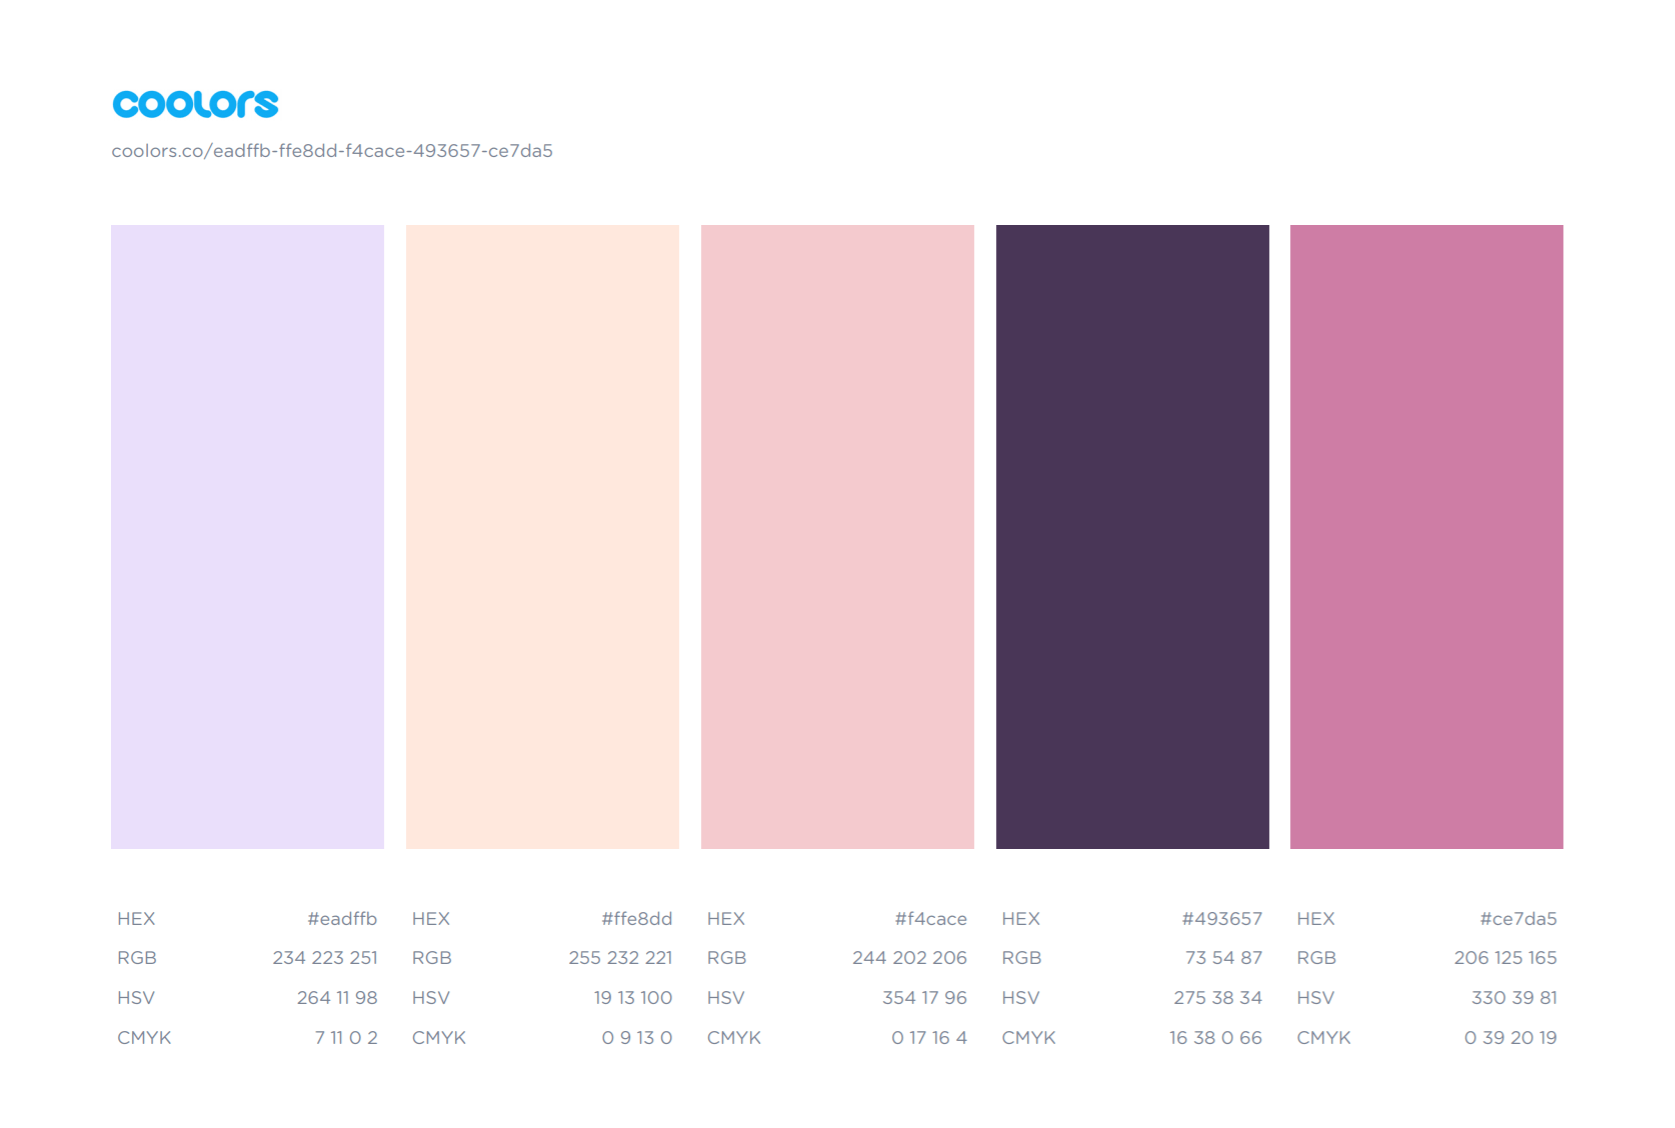 coolors
coolors.co/eadffb-ffe8dd-f4cace-493657-ce7da5
HEX #eadffb HEX #ffe8dd HEX #f4cace HEX #493657 HEX #ce7da5
RGB 234 223 251 RGB 255 232 221 RGB 244 202 206 RGB 73 54 87 RGB 206 125 165
HSV 264 11 98 HSV 19 13 100 HSV 354 17 96 HSV 275 38 34 HSV 330 39 81
CMYK 7 11 0 2 CMYK 0 9 13 0 CMYK 0 17 16 4 CMYK 16 38 0 66 CMYK 0 39 20 19